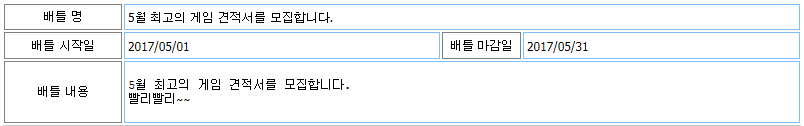 배틀 명 5월 최고의 게임 견적서를 모집합니다.
배틀 시작일 2017/05/01 배틀 마감일 2017/05/31
배틀 내용 5월 최고의 게임 견적서를 모집합니다.
빨리빨리~~